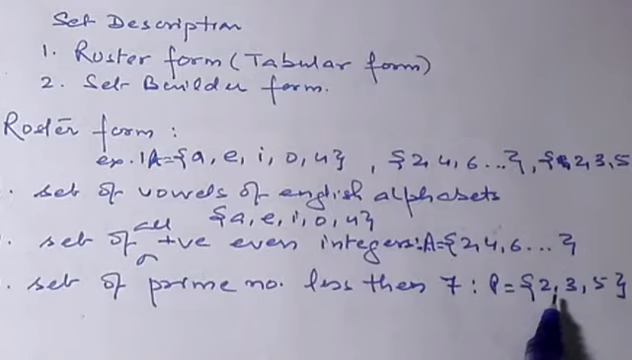 Set Description
1. Roster form (Tabular form)
2. Set Builder form.
Roster form :
ex. 1 A={a, e, i, o, u} , {2, 4, 6...}, { 2, 3, 5
. set of vowels of english alphabets
{a, e, i, o, u}
. set of all +ve even integers: A={2, 4, 6 ... }
. set of prime no. less then 7 : P={2, 3, 5}